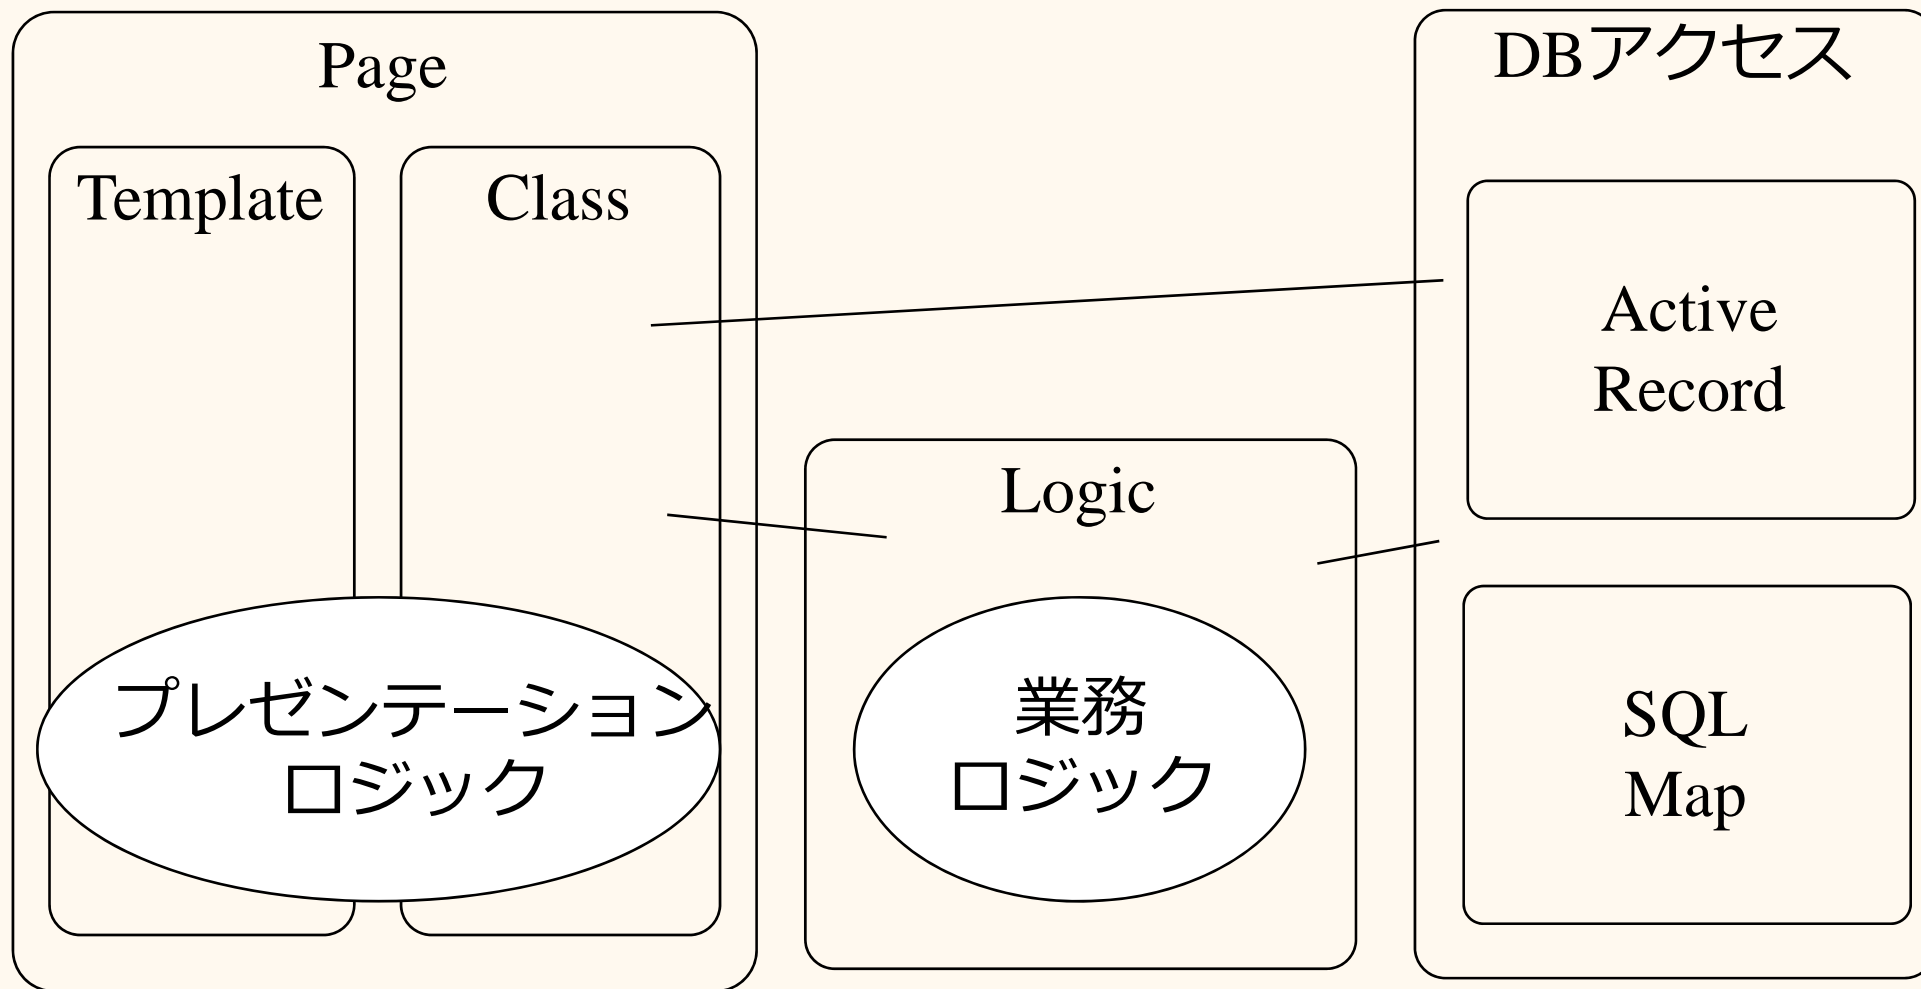 Page
Template
Class
プレゼンテーション
ロジック
Logic
業務
ロジック
DBアクセス
Active
Record
SQL
Map